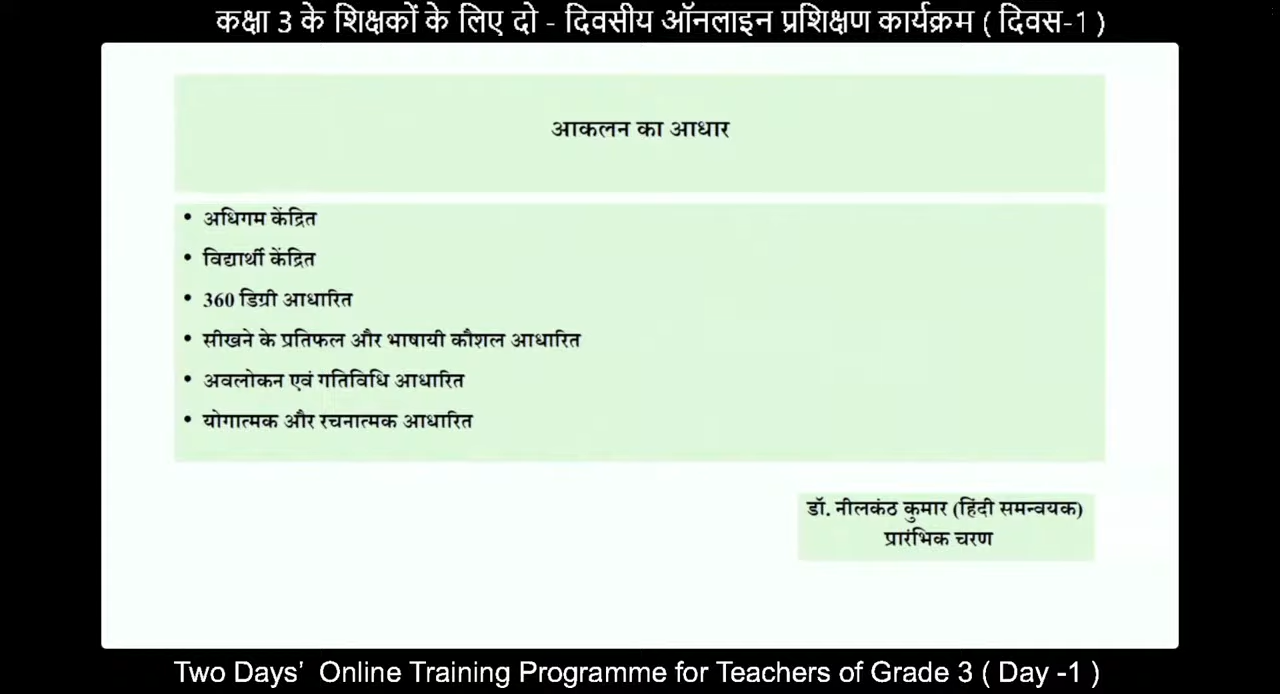 कक्षा 3 के शिक्षकों के लिए दो - दिवसीय ऑनलाइन प्रशिक्षण कार्यक्रम ( दिवस-1 )
आकलन का आधार
• अधिगम केंद्रित
• विद्यार्थी केंद्रित
• 360 डिग्री आधारित
• सीखने के प्रतिफल और भाषायी कौशल आधारित
• अवलोकन एवं गतिविधि आधारित
• योगात्मक और रचनात्मक आधारित
डॉ. नीलकंठ कुमार (हिंदी समन्वयक)
प्रारंभिक चरण
Two Days’ Online Training Programme for Teachers of Grade 3 ( Day -1 )